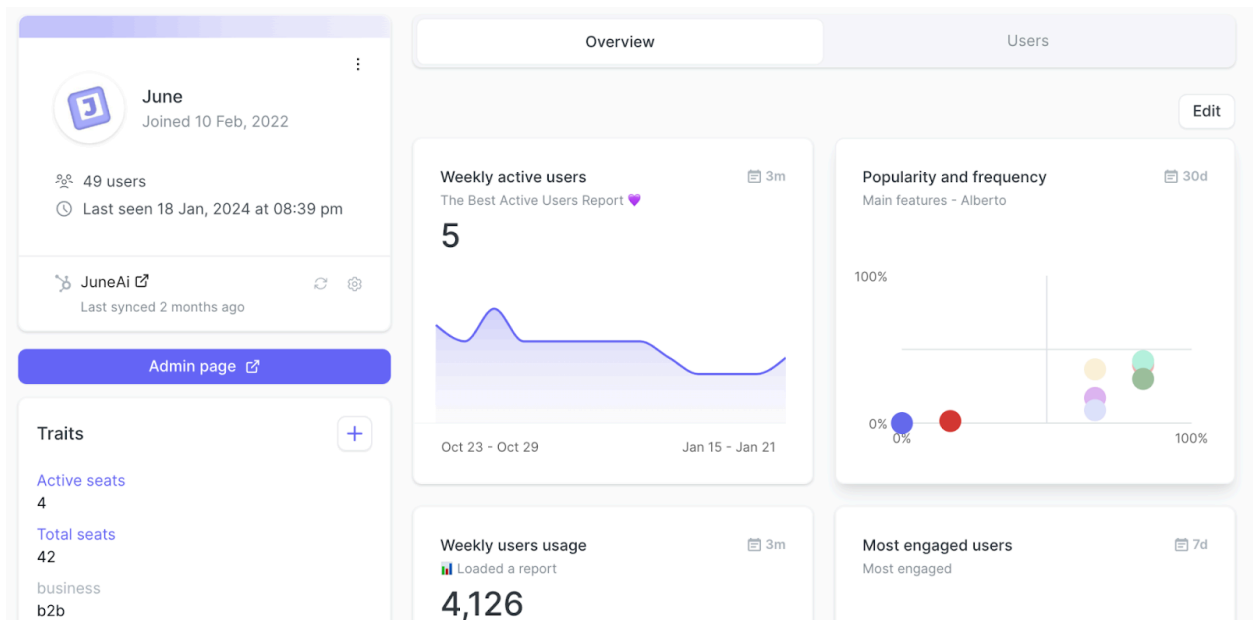 June
Joined 10 Feb, 2022
49 users
Last seen 18 Jan, 2024 at 08:39 pm
JuneAi
Last synced 2 months ago
Admin page
Traits
Active seats
4
Total seats
42
business
b2b
Overview
Users
Edit
Weekly active users
3m
The Best Active Users Report 💜
5
Oct 23 - Oct 29
Jan 15 - Jan 21
Popularity and frequency
30d
Main features - Alberto
100%
0%
0%
100%
Weekly users usage
3m
📊 Loaded a report
4,126
Most engaged users
7d
Most engaged